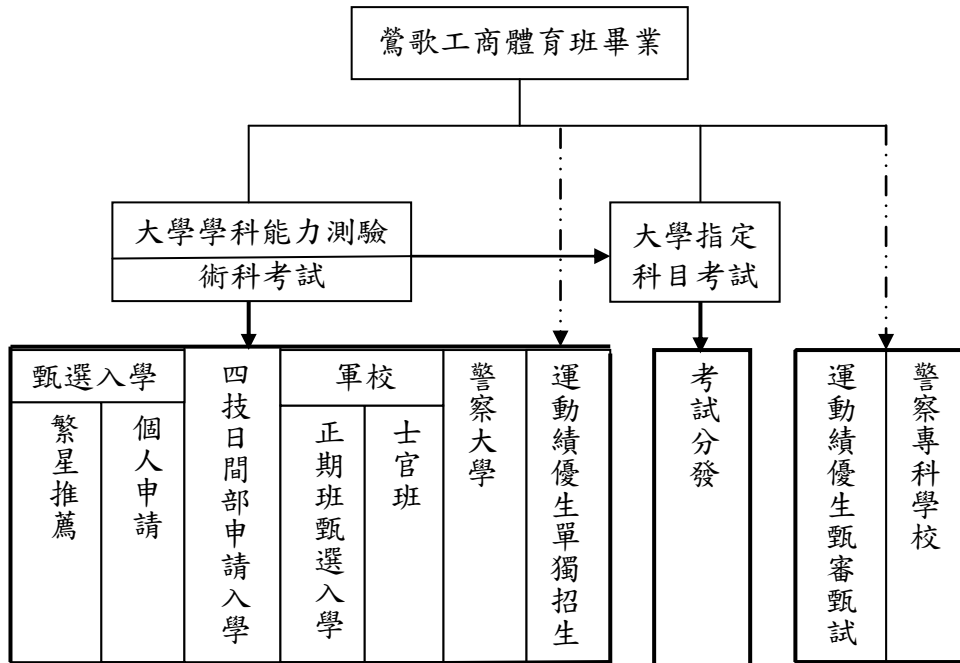 鶯歌工商體育班畢業
大學學科能力測驗
術科考試
大學指定
科目考試
甄選入學
繁星推薦
個人申請
四技日間部申請入學
軍校
正期班甄選入學
士官班
警察大學
運動績優生單獨招生
考試分發
運動績優生甄審甄試
警察專科學校